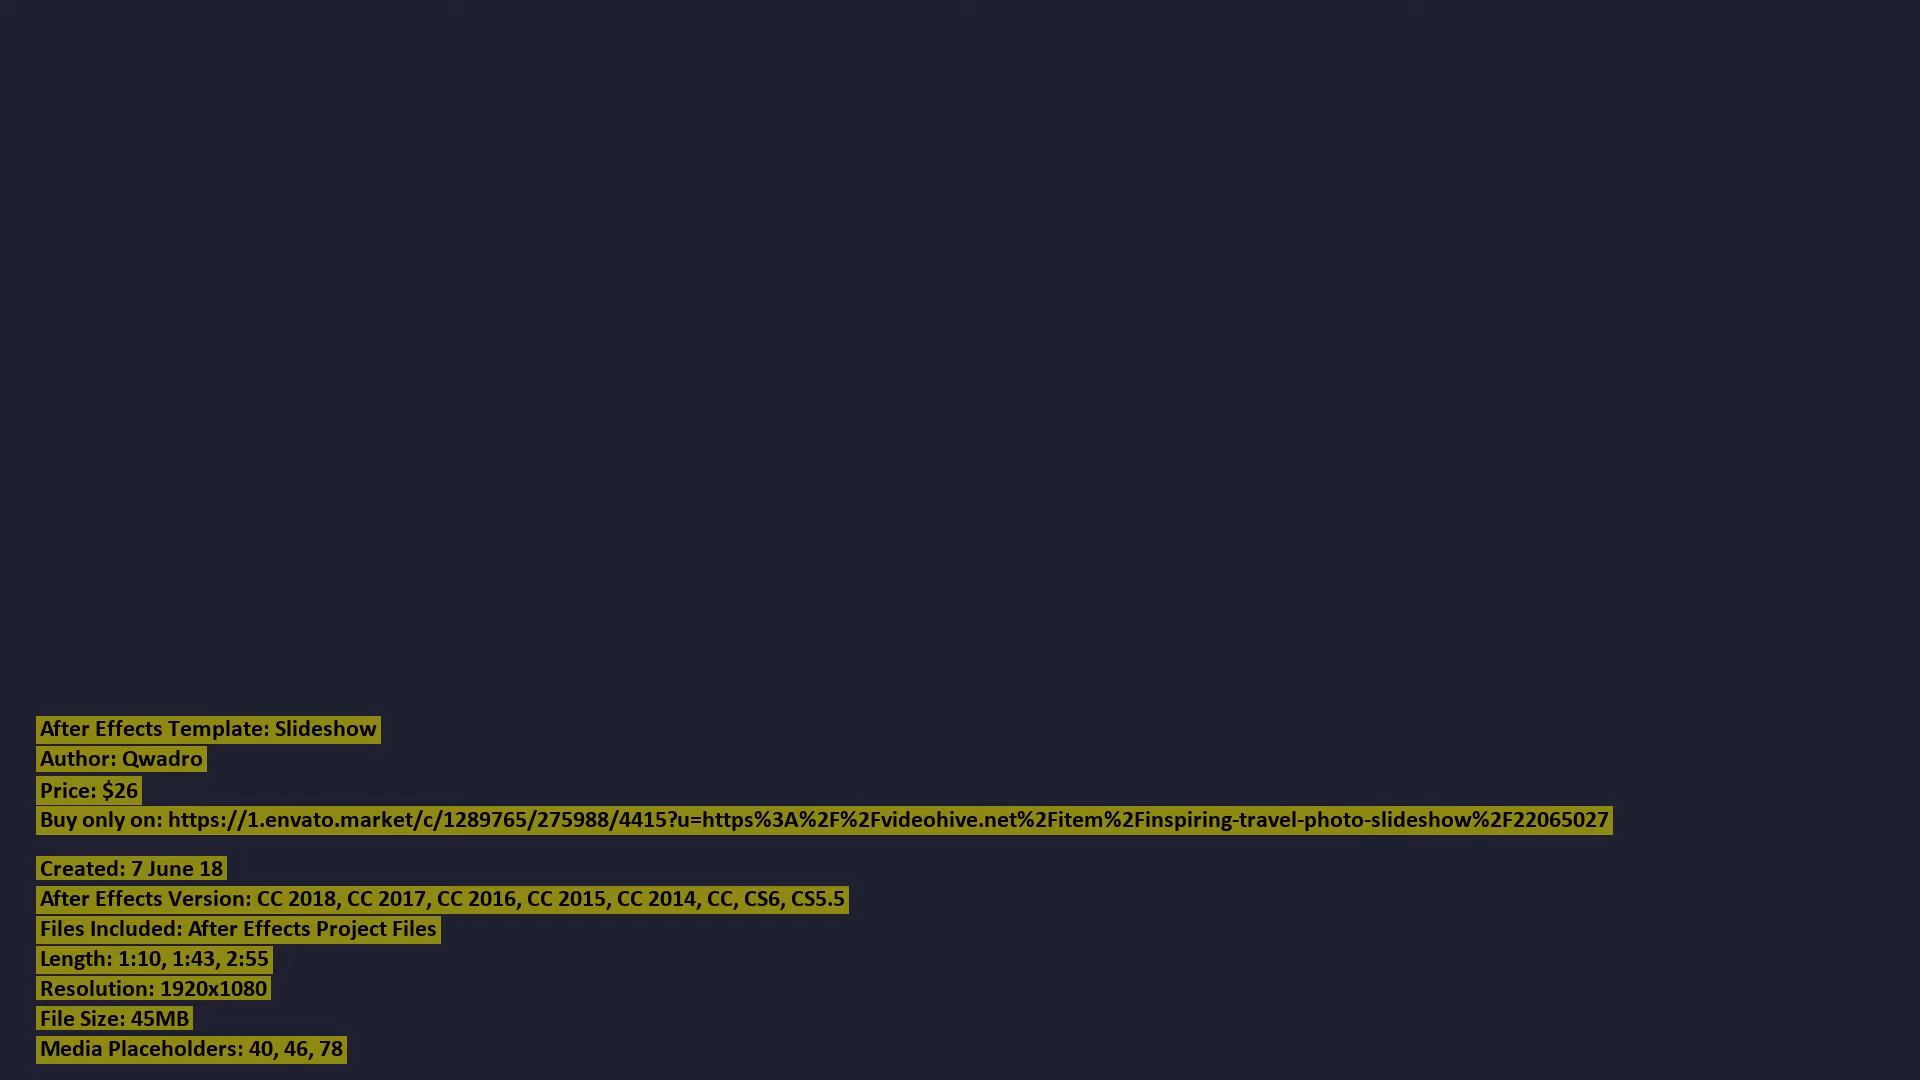 After Effects Template: Slideshow
Author: Qwadro
Price: $26
Buy only on: https://1.envato.market/c/1289765/275988/4415?u=https%3A%2F%2Fvideohive.net%2Fitem%2Finspiring-travel-photo-slideshow%2F22065027
Created: 7 June 18
After Effects Version: CC 2018, CC 2017, CC 2016, CC 2015, CC 2014, CC, CS6, CS5.5
Files Included: After Effects Project Files
Length: 1:10, 1:43, 2:55
Resolution: 1920x1080
File Size: 45MB
Media Placeholders: 40, 46, 78